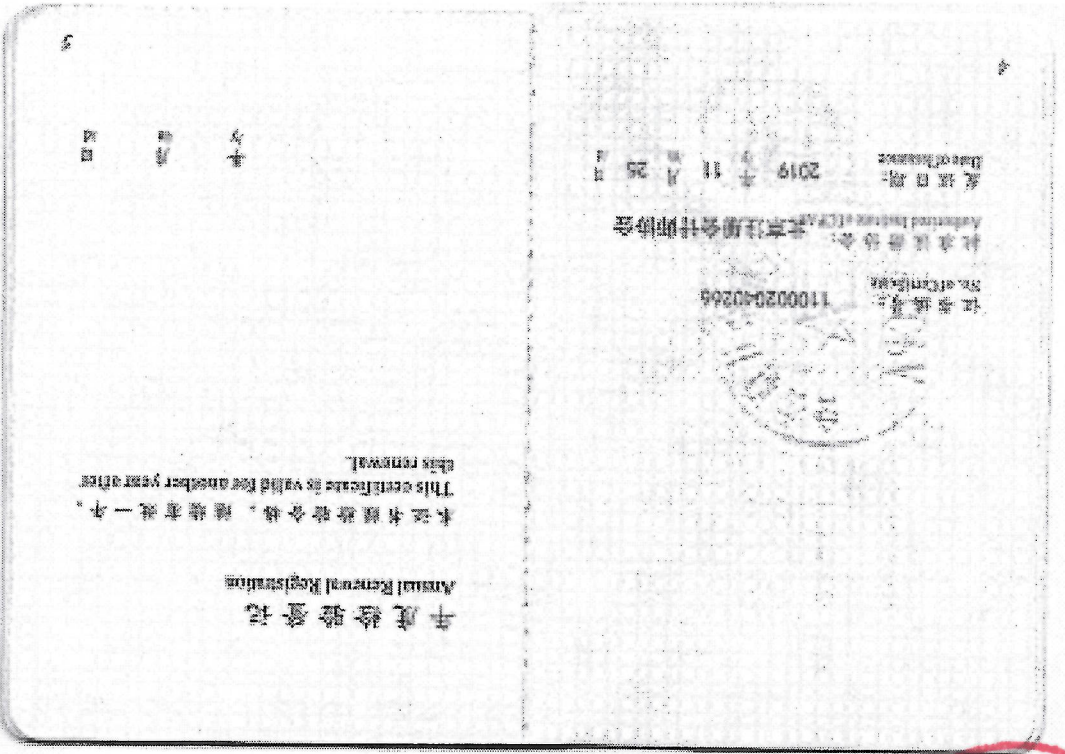 证书编号：
No. of Certificate
110002040266
批准注册协会：
Authorized Institute of CPAs
北京注册会计师协会
发证日期：
Date of Issuance
2019 年 11 月 25 日
/y /m /d
4
年度检验登记
Annual Renewal Registration
本证书经检验合格，继续有效一年。
This certificate is valid for another year after
this renewal.
年 月 日
/y /m /d
5